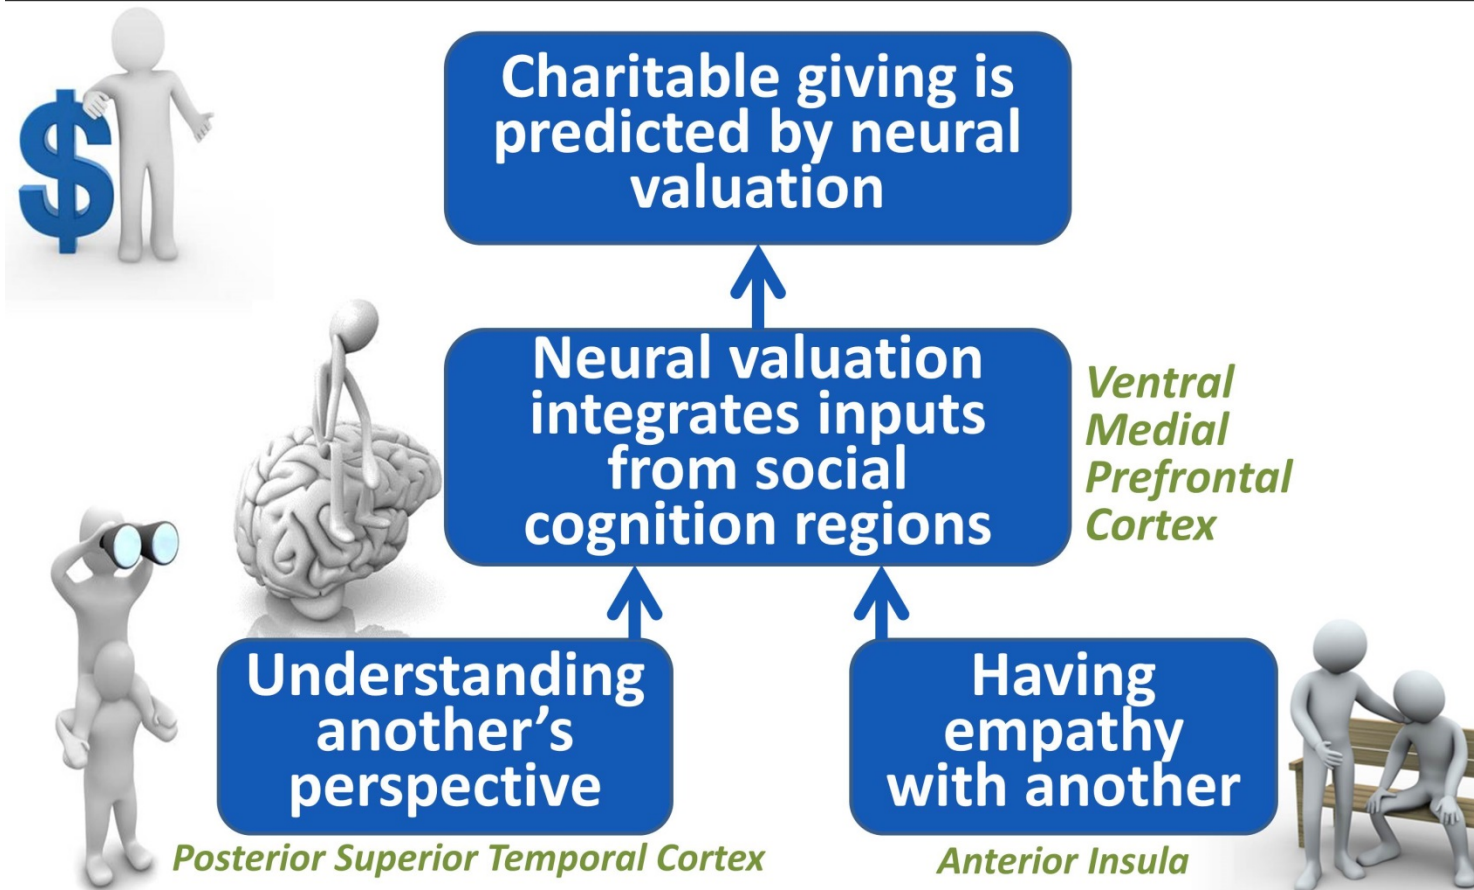 Charitable giving is
predicted by neural
valuation
Neural valuation
integrates inputs
from social
cognition regions
Ventral
Medial
Prefrontal
Cortex
Understanding
another’s
perspective
Posterior Superior Temporal Cortex
Having
empathy
with another
Anterior Insula
$